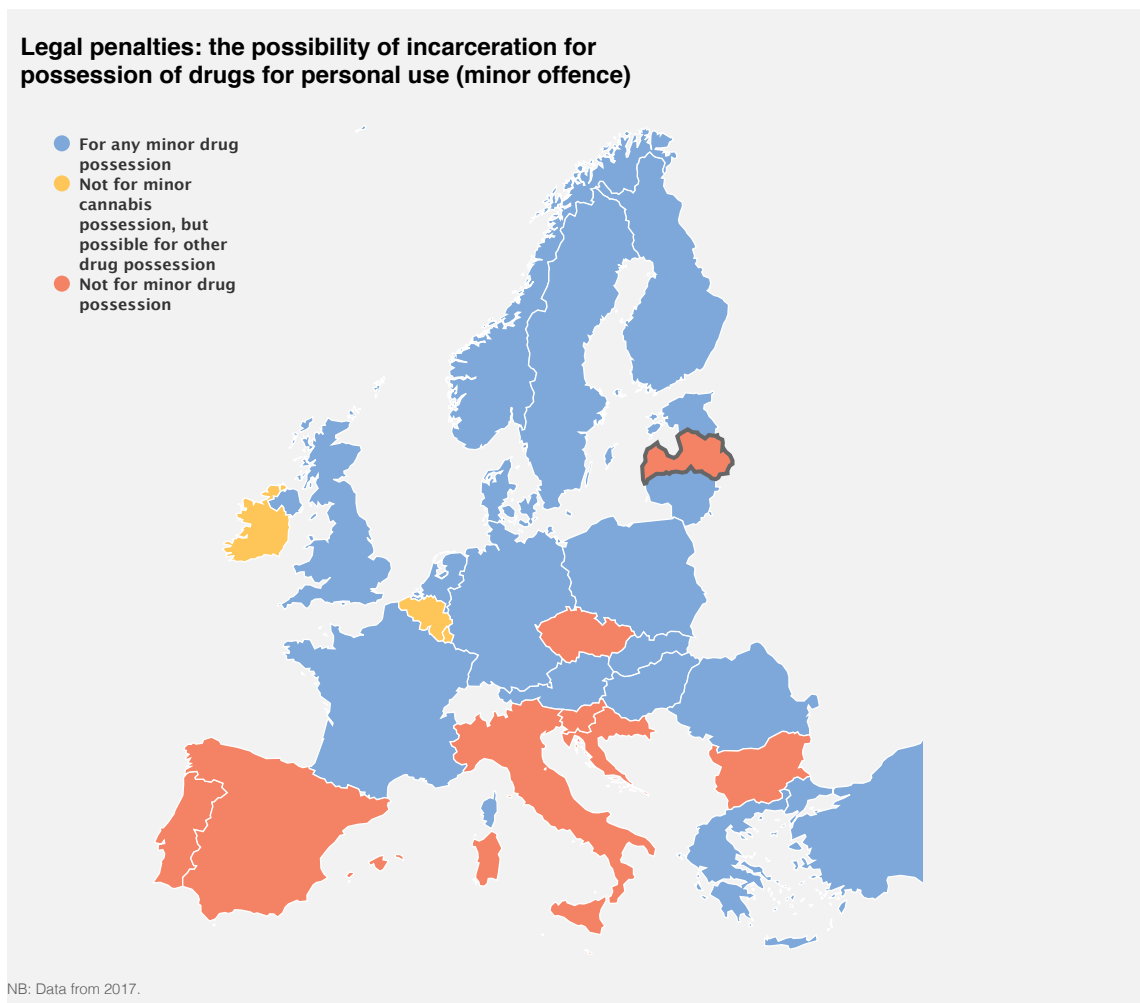 Legal penalties: the possibility of incarceration for
possession of drugs for personal use (minor offence)
For any minor drug
possession
Not for minor
cannabis
possession, but
possible for other
drug possession
Not for minor drug
possession
NB: Data from 2017.